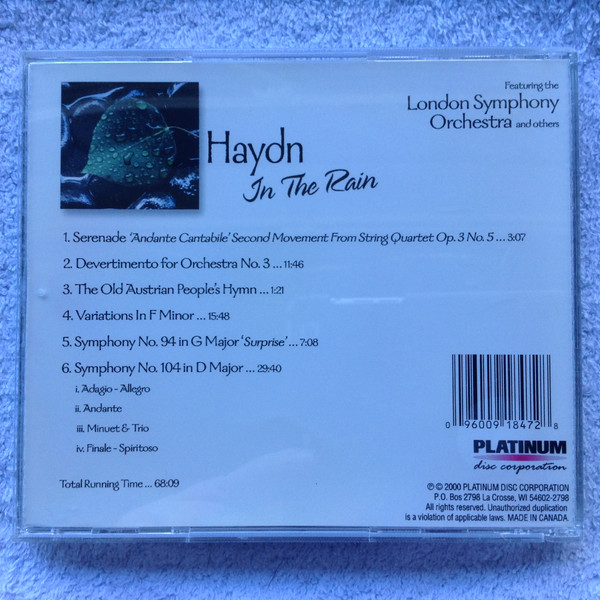 Featuring the
London Symphony
Orchestra and others
Haydn
In The Rain
1. Serenade 'Andante Cantabile' Second Movement From String Quartet Op. 3 No. 5 ... 3:07
2. Devertimento for Orchestra No. 3 ... 11:46
3. The Old Austrian People's Hymn ... 1:21
4. Variations In F Minor ... 15:48
5. Symphony No. 94 in G Major 'Surprise' ... 7:08
6. Symphony No. 104 in D Major ... 29:40
i. Adagio - Allegro
ii. Andante
iii. Minuet & Trio
iv. Finale - Spiritoso
Total Running Time ... 68:09
0 96009 18472 8
PLATINUM
disc corporation
℗ © 2000 PLATINUM DISC CORPORATION
P.O. Bos 2798 La Crosse, WI 54602-2798
All rights reserved. Unauthorized duplication
is a violation of applicable laws. MADE IN CANADA.